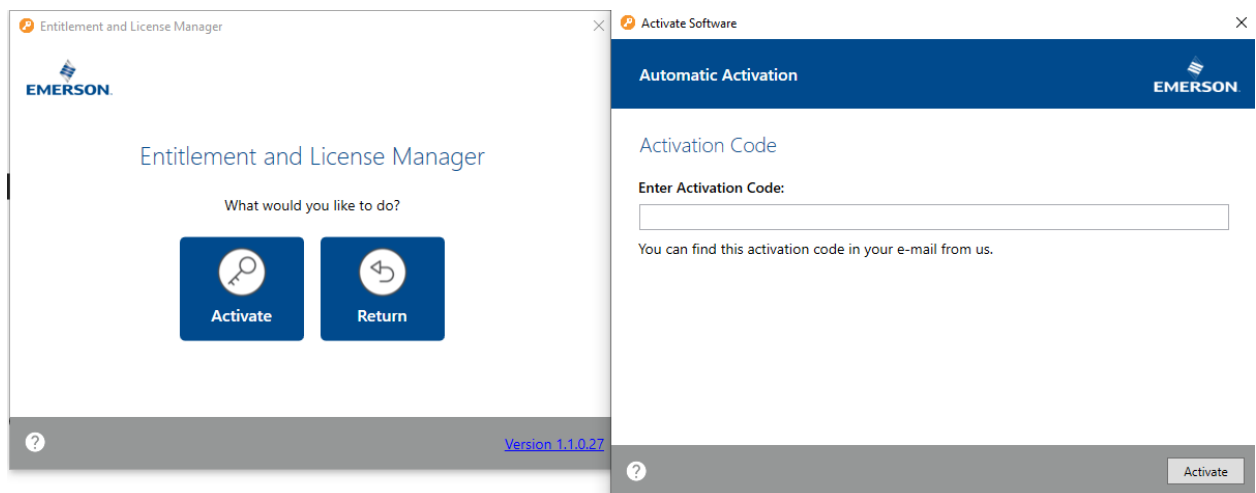 Entitlement and License Manager
EMERSON
Entitlement and License Manager
What would you like to do?
Activate
Return
?
Version 1.1.0.27
Activate Software
Automatic Activation
EMERSON
Activation Code
Enter Activation Code:
You can find this activation code in your e-mail from us.
?
Activate